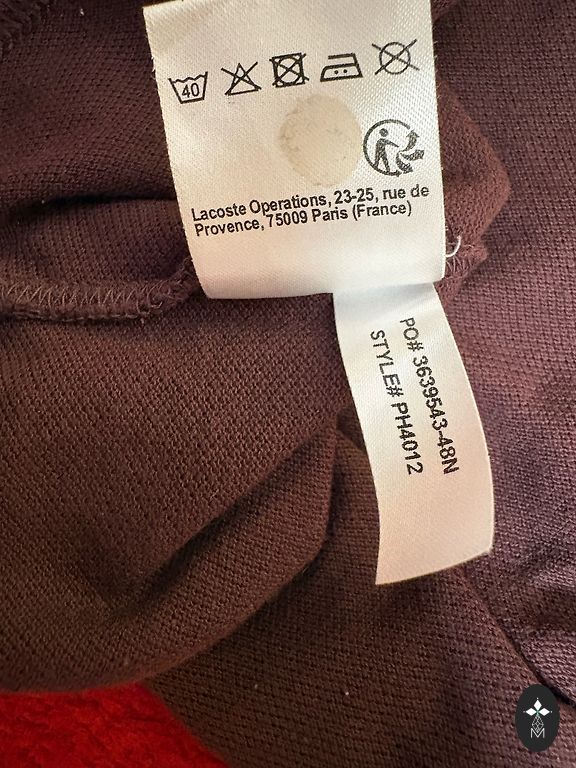 40
Lacoste Operations, 23-25, rue de
Provence, 75009 Paris (France)
PO# 3639543-48N
STYLE# PH4012
M